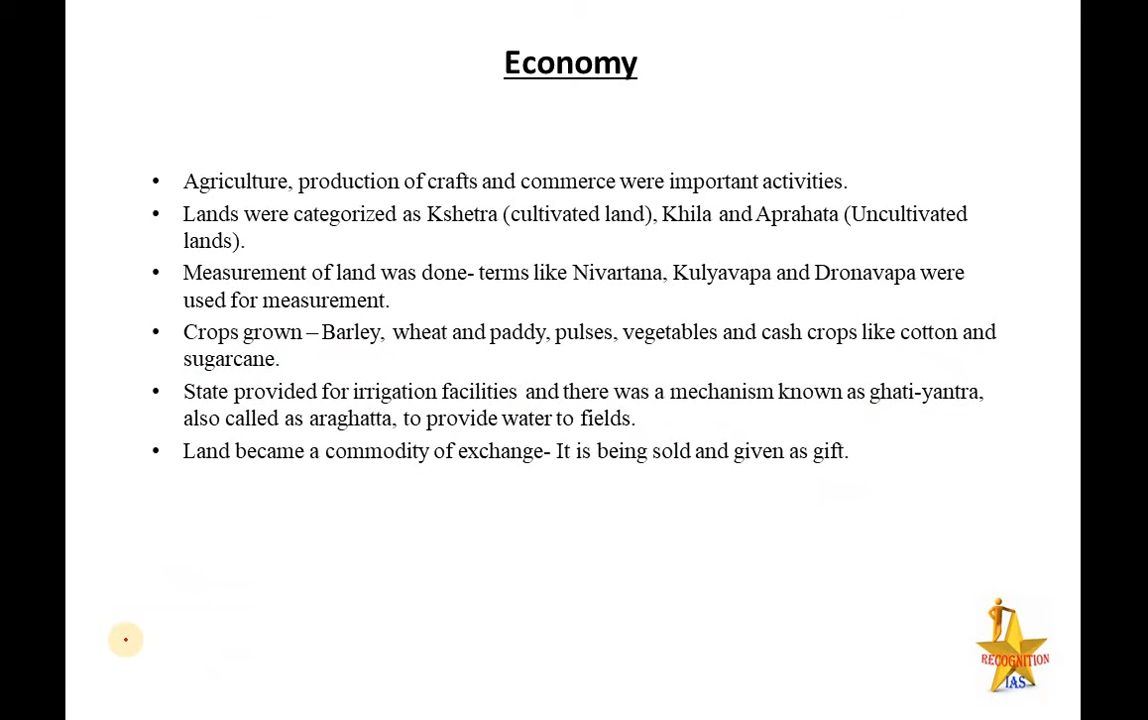 Economy
• Agriculture, production of crafts and commerce were important activities.
• Lands were categorized as Kshetra (cultivated land), Khila and Aprahata (Uncultivated
lands).
• Measurement of land was done- terms like Nivartana, Kulyavapa and Dronavapa were
used for measurement.
• Crops grown – Barley, wheat and paddy, pulses, vegetables and cash crops like cotton and
sugarcane.
• State provided for irrigation facilities and there was a mechanism known as ghati-yantra,
also called as araghatta, to provide water to fields.
• Land became a commodity of exchange- It is being sold and given as gift.
RECOGNITION
IAS